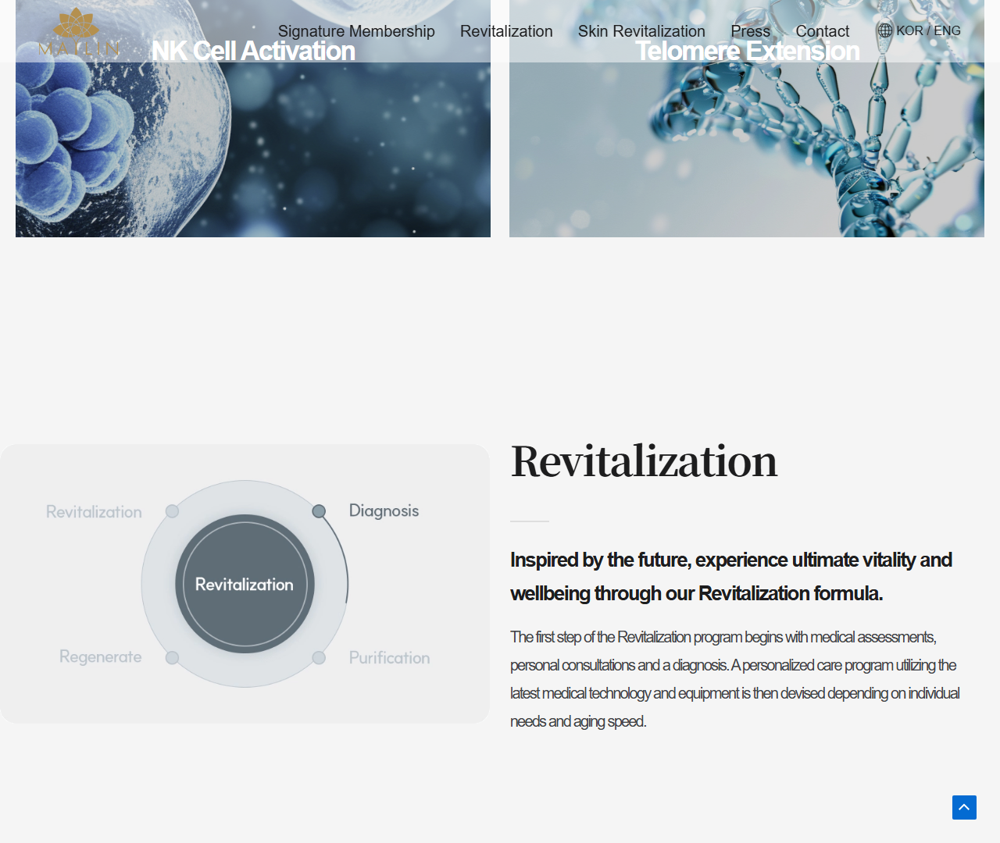 MAILIN
Signature Membership
Revitalization
Skin Revitalization
Press
Contact
KOR / ENG
NK Cell Activation
Telomere Extension
Revitalization
Diagnosis
Revitalization
Regenerate
Purification
Revitalization
Inspired by the future, experience ultimate vitality and
wellbeing through our Revitalization formula.
The first step of the Revitalization program begins with medical assessments,
personal consultations and a diagnosis. A personalized care program utilizing the
latest medical technology and equipment is then devised depending on individual
needs and aging speed.